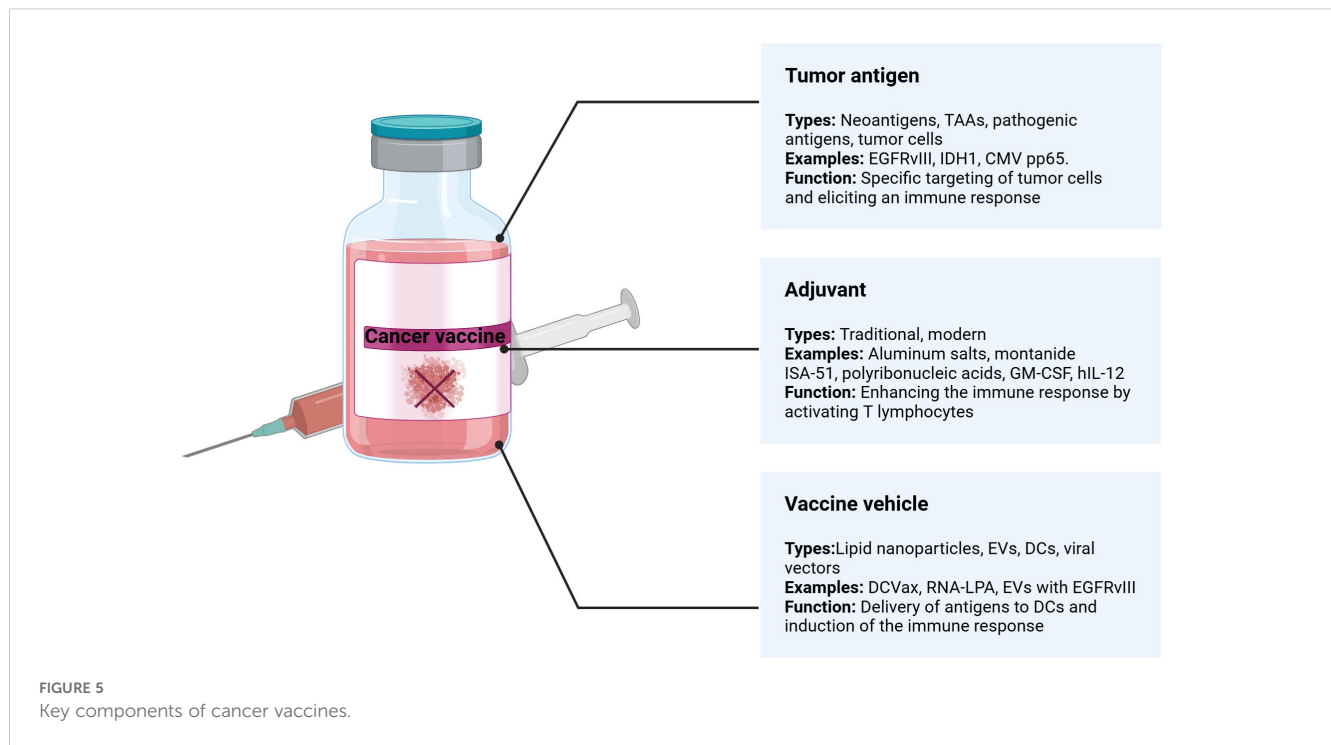 Tumor antigen
Types: Neoantigens, TAAs, pathogenic
antigens, tumor cells
Examples: EGFRvIII, IDH1, CMV pp65.
Function: Specific targeting of tumor cells
and eliciting an immune response
Cancer vaccine
Adjuvant
Types: Traditional, modern
Examples: Aluminum salts, montanide
ISA-51, polyribonucleic acids, GM-CSF, hIL-12
Function: Enhancing the immune response by
activating T lymphocytes
Vaccine vehicle
Types:Lipid nanoparticles, EVs, DCs, viral
vectors
Examples: DCVax, RNA-LPA, EVs with EGFRvIII
Function: Delivery of antigens to DCs and
induction of the immune response
FIGURE 5
Key components of cancer vaccines.